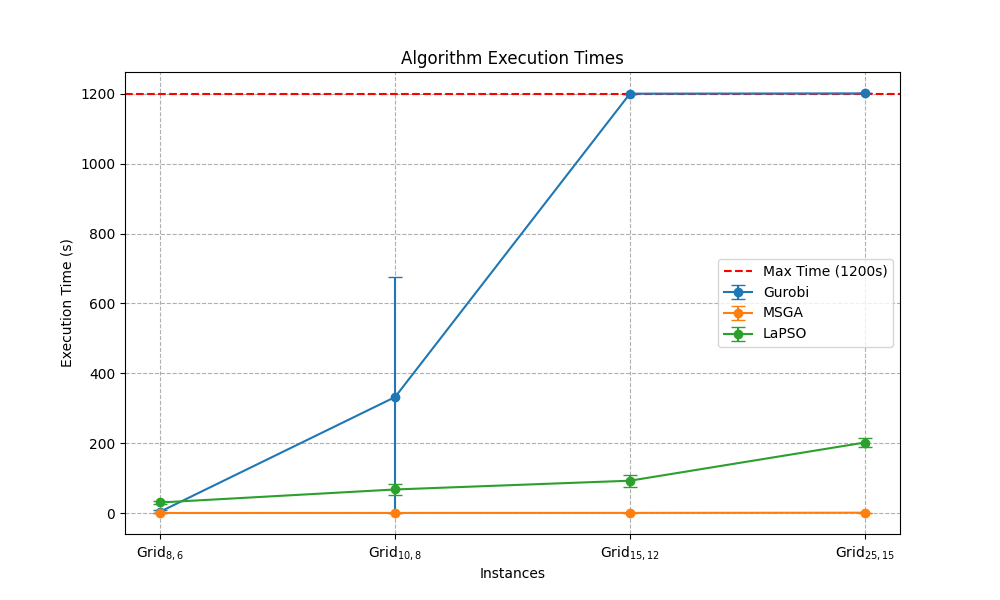 Algorithm Execution Times
Execution Time (s)
1200
1000
800
600
400
200
0
Max Time (1200s)
Gurobi
MSGA
LaPSO
Grid8,6
Grid10,8
Grid15,12
Grid25,15
Instances